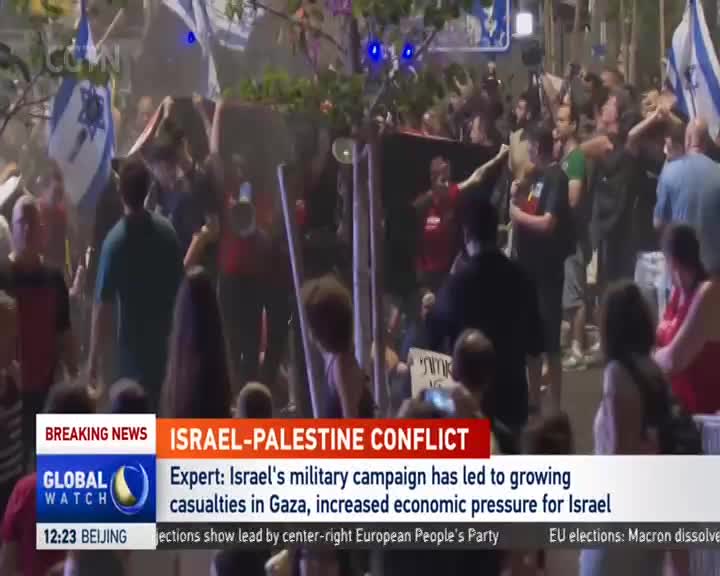 CGTN
אמתי
BREAKING NEWS
ISRAEL-PALESTINE CONFLICT
GLOBAL
WATCH
Expert: Israel's military campaign has led to growing
casualties in Gaza, increased economic pressure for Israel
12:23 BEIJING
jections show lead by center-right European People's Party
EU elections: Macron dissolve